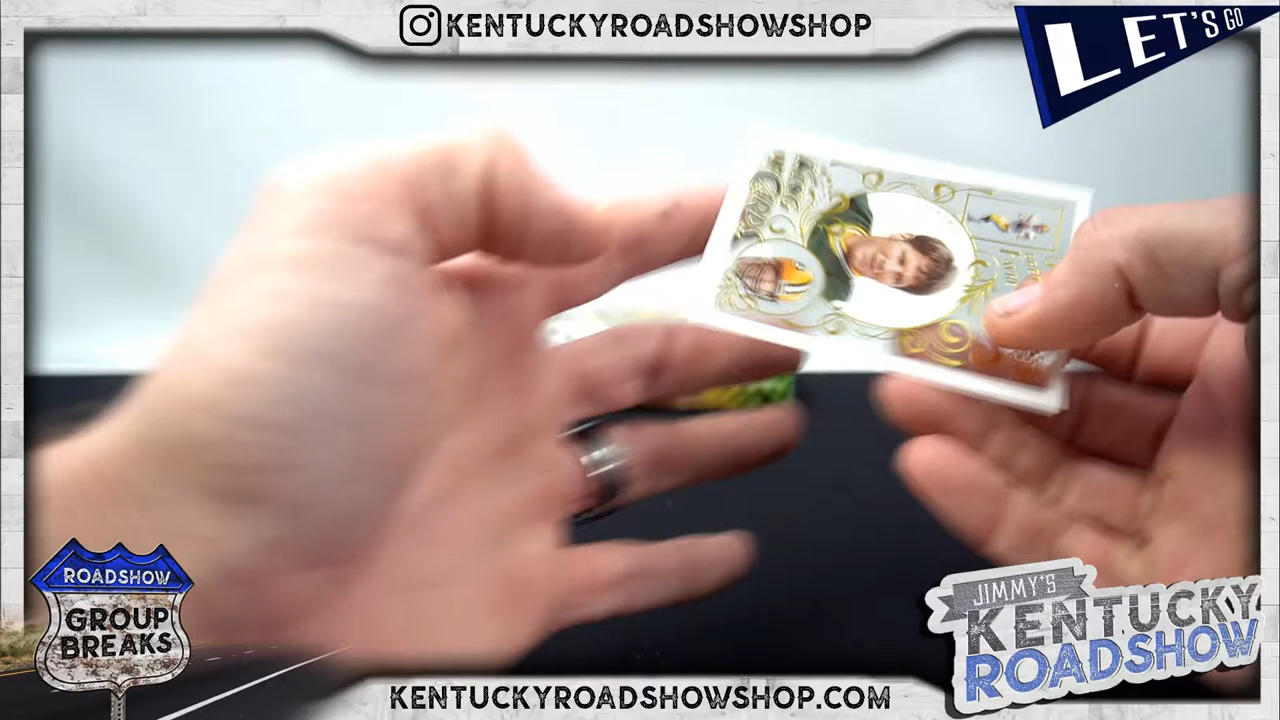 KENTUCKYROADSHOWSHOP
LET'S GO
ROADSHOW
GROUP
BREAKS
JIMMY'S
KENTUCKY
ROADSHOW
KENTUCKYROADSHOWSHOP.COM